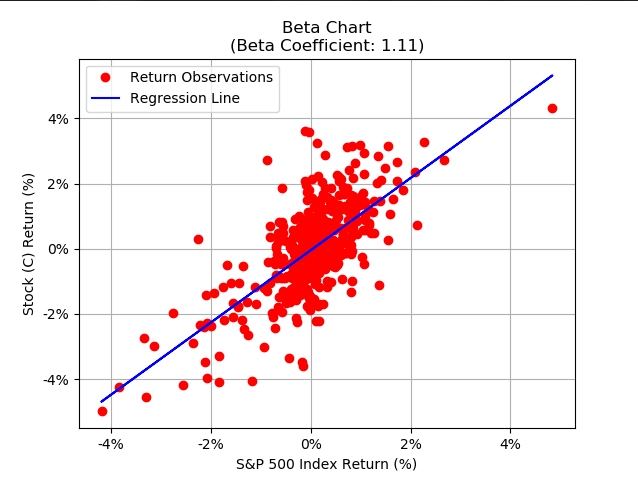 Beta Chart
(Beta Coefficient: 1.11)
Return Observations
Regression Line
Stock (C) Return (%)
4%
2%
0%
-2%
-4%
-4%
-2%
0%
2%
4%
S&P 500 Index Return (%)